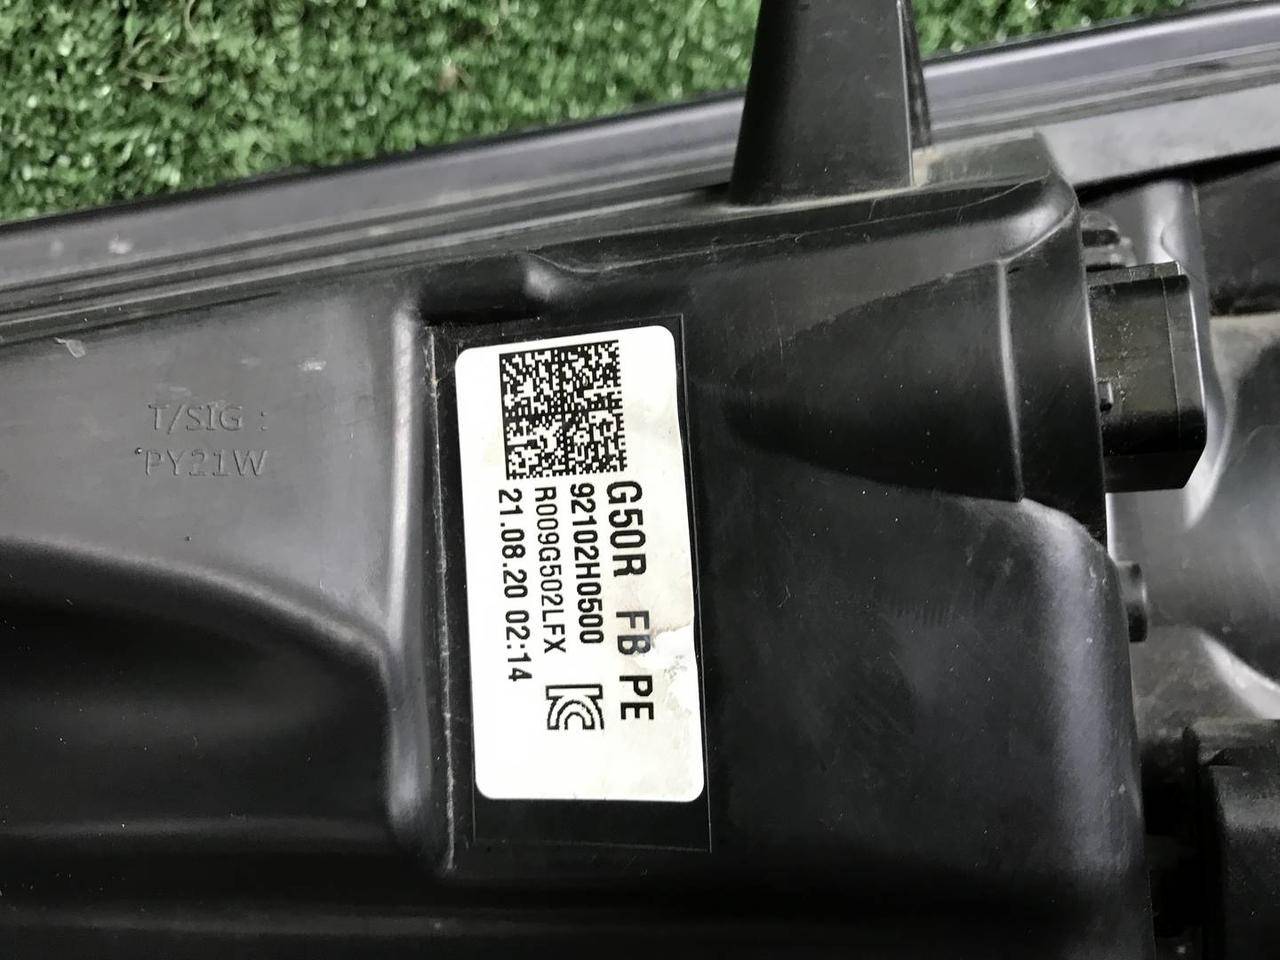 T/SIG :
PY21W
G50R FB PE
92102H0500
R009G502LFX
21.08.20 02:14